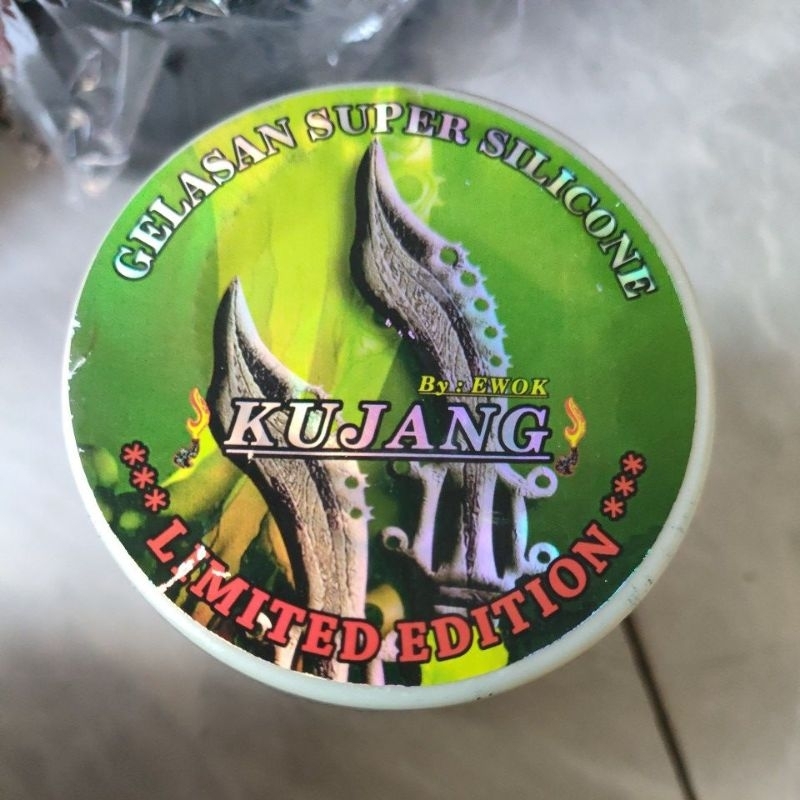 GELASAN SUPER SILICONE
By : EWOK
KUJANG
*** LIMITED EDITION ***